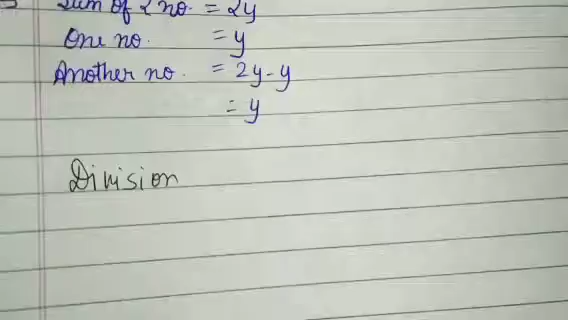 Sum of 2 no. = 2y
One no. = y
Another no. = 2y - y
= y
Division